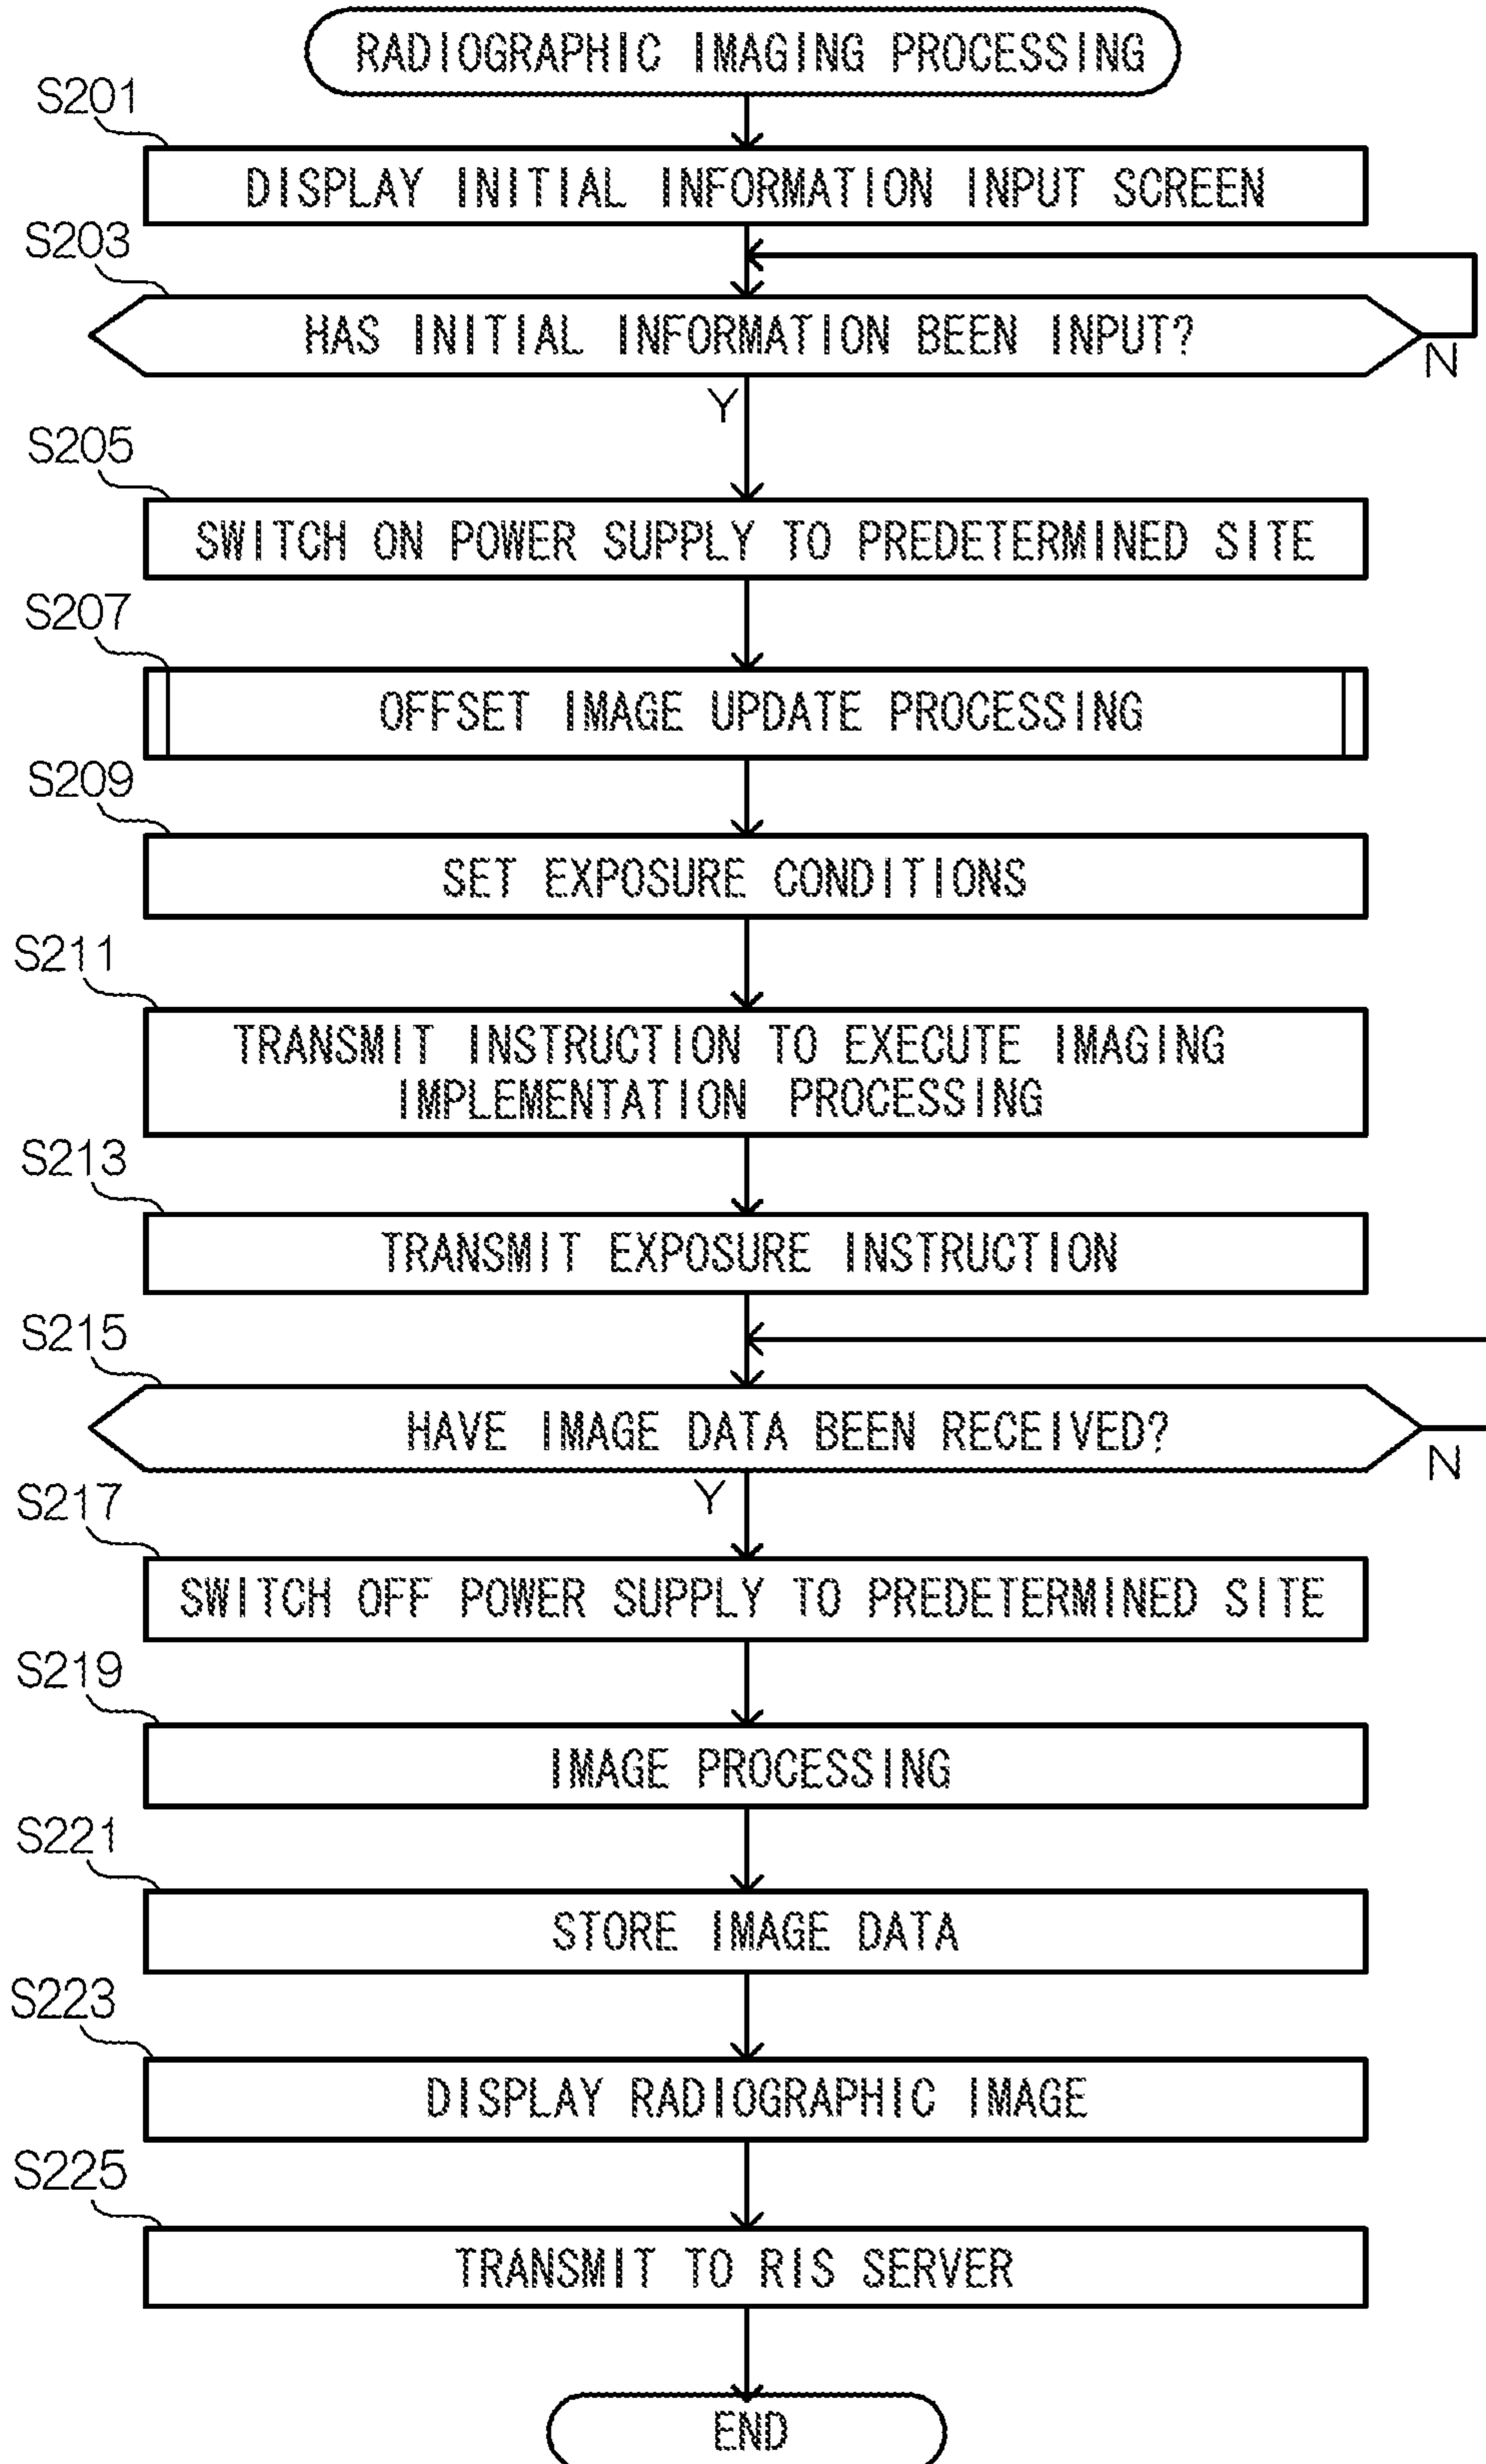 RADIOGRAPHIC IMAGING PROCESSING
S201
DISPLAY INITIAL INFORMATION INPUT SCREEN
S203
HAS INITIAL INFORMATION BEEN INPUT?
N
Y
S205
SWITCH ON POWER SUPPLY TO PREDETERMINED SITE
S207
OFFSET IMAGE UPDATE PROCESSING
S209
SET EXPOSURE CONDITIONS
S211
TRANSMIT INSTRUCTION TO EXECUTE IMAGING
IMPLEMENTATION PROCESSING
S213
TRANSMIT EXPOSURE INSTRUCTION
S215
HAVE IMAGE DATA BEEN RECEIVED?
N
Y
S217
SWITCH OFF POWER SUPPLY TO PREDETERMINED SITE
S219
IMAGE PROCESSING
S221
STORE IMAGE DATA
S223
DISPLAY RADIOGRAPHIC IMAGE
S225
TRANSMIT TO RIS SERVER
END